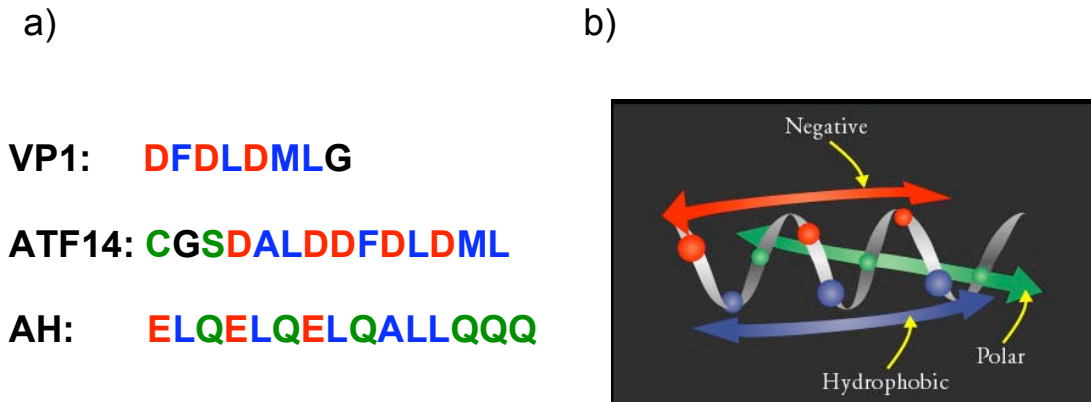 a)
b)
VP1: DFDLDMLG
ATF14: CGSDALDDFDLDML
AH: ELQELQELQALLQQQ
Negative
Polar
Hydrophobic